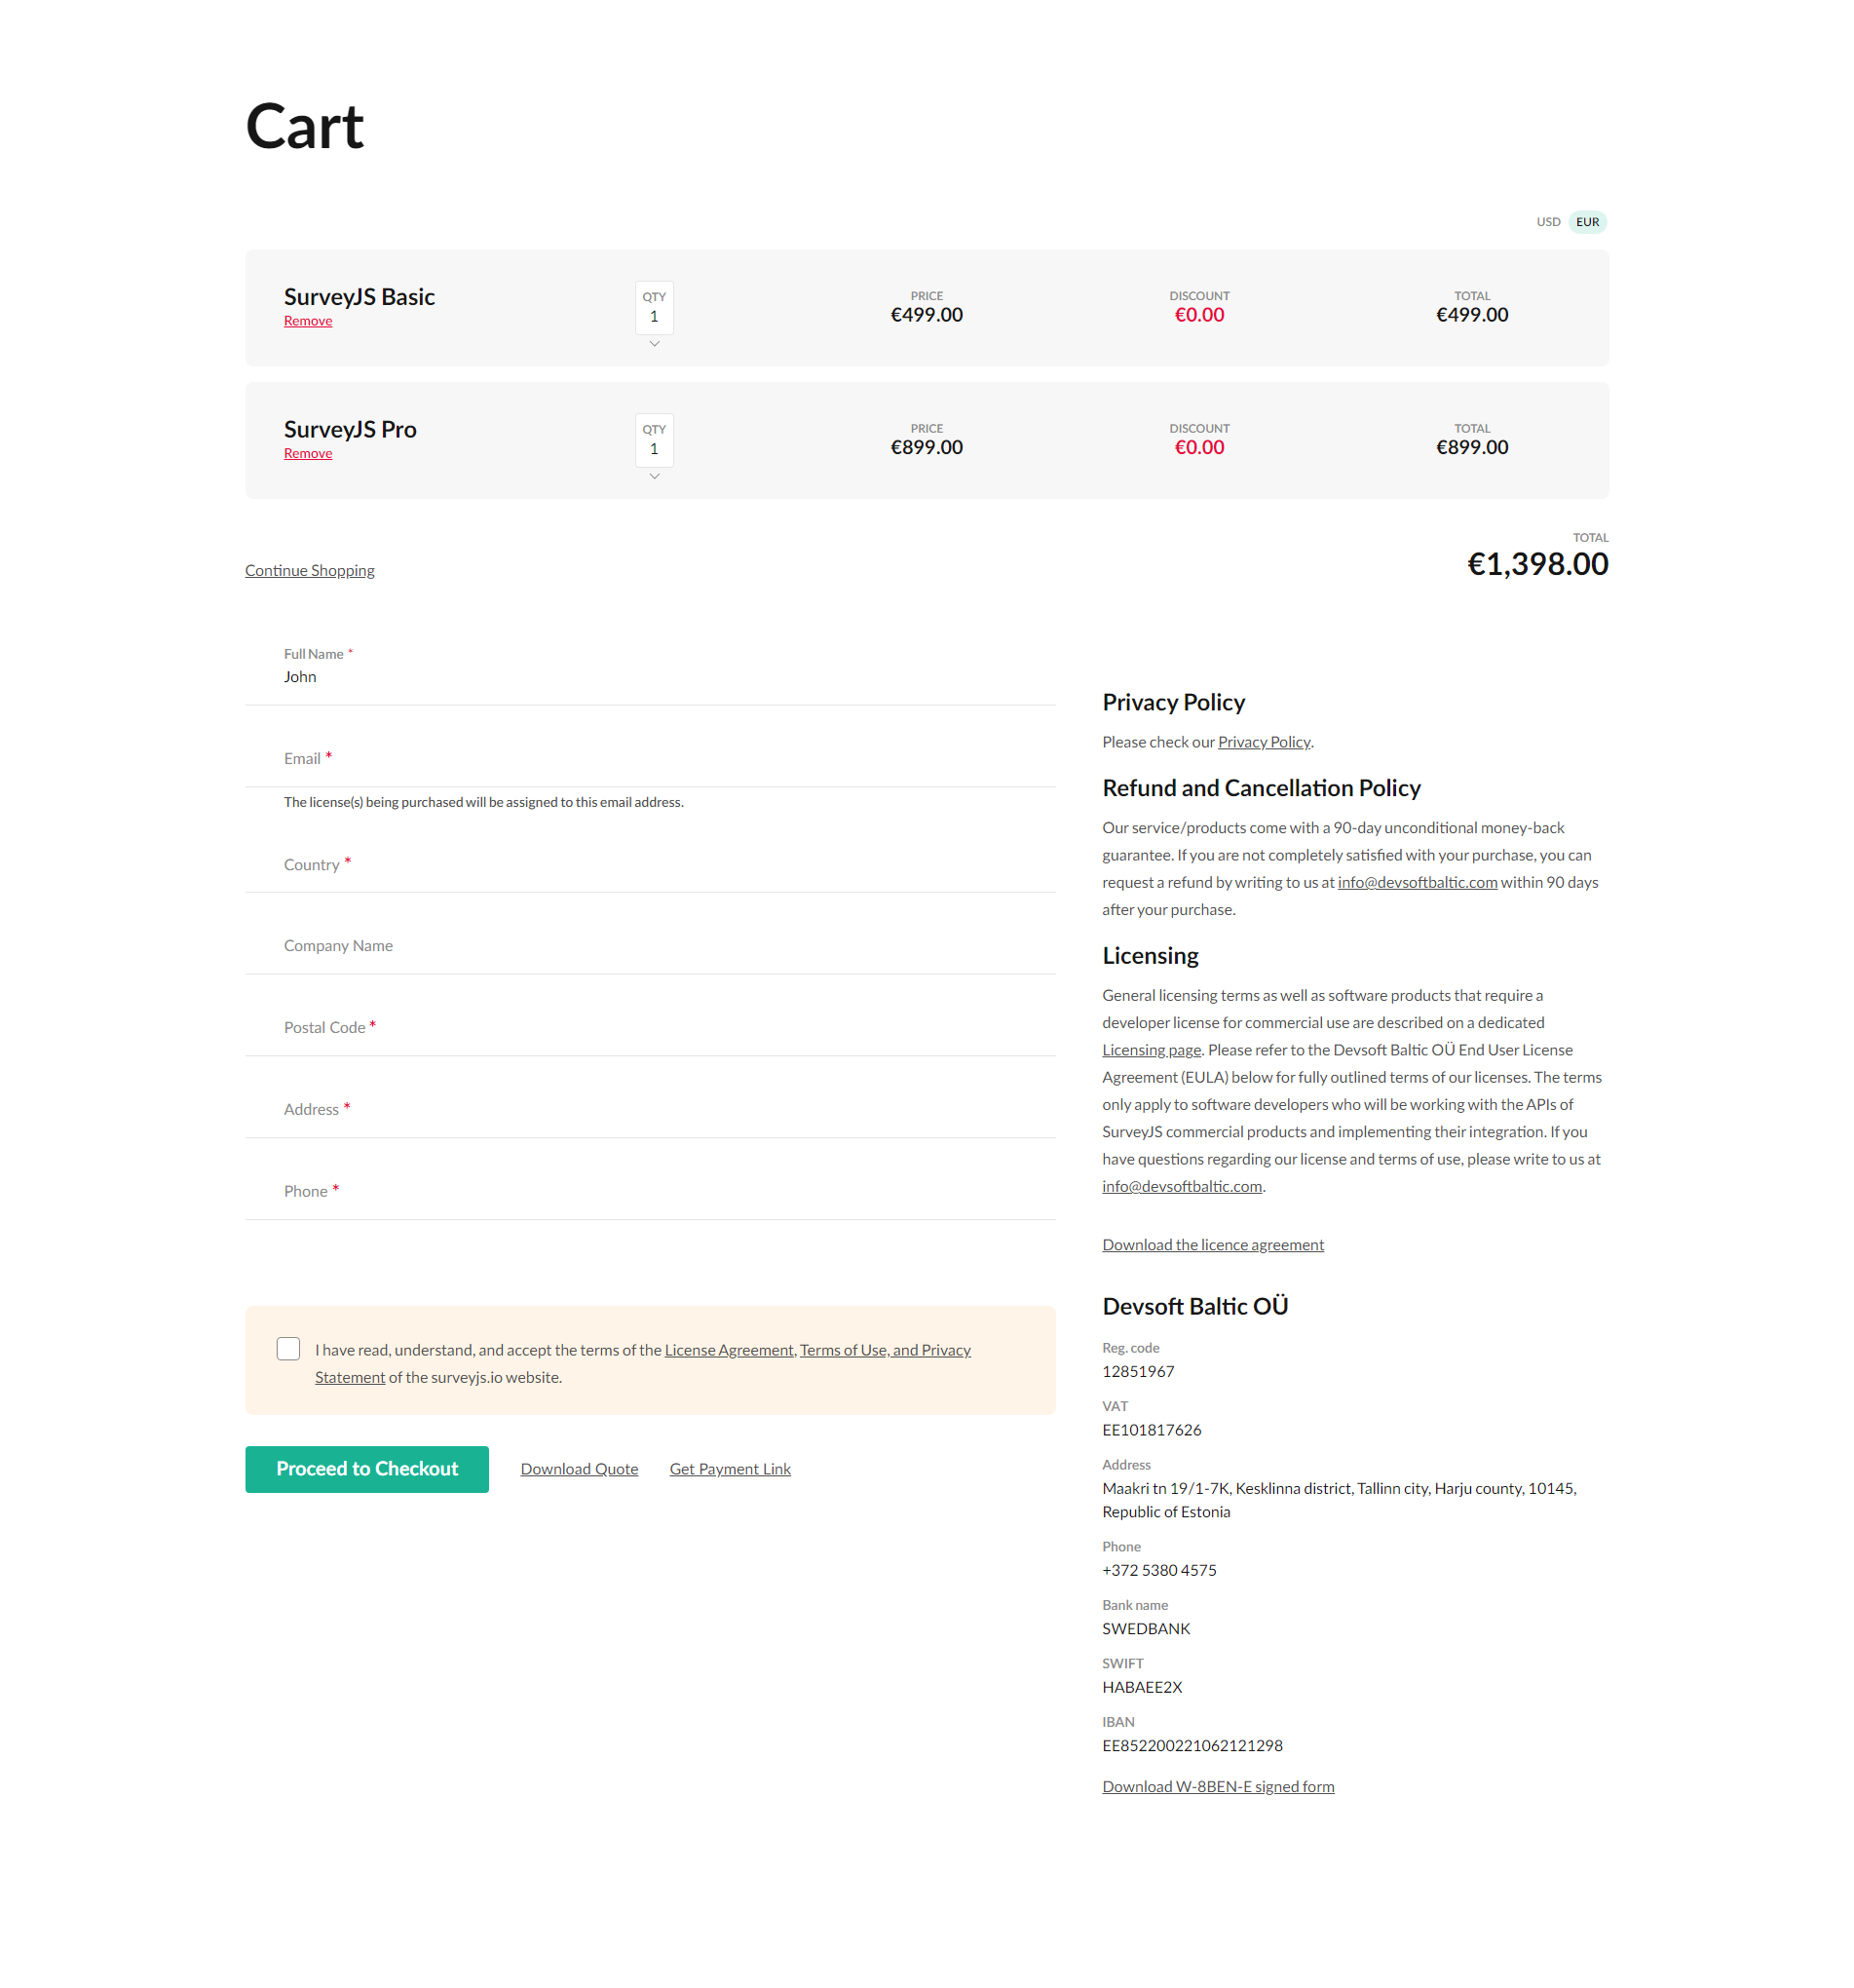 Cart
USD EUR
SurveyJS Basic
Remove
QTY
1
PRICE
€499.00
DISCOUNT
€0.00
TOTAL
€499.00
SurveyJS Pro
Remove
QTY
1
PRICE
€899.00
DISCOUNT
€0.00
TOTAL
€899.00
Continue Shopping
TOTAL
€1,398.00
Full Name *
John
Email *
The license(s) being purchased will be assigned to this email address.
Country *
Company Name
Postal Code *
Address *
Phone *
I have read, understand, and accept the terms of the License Agreement, Terms of Use, and Privacy
Statement of the surveyjs.io website.
Proceed to Checkout
Download Quote
Get Payment Link
Privacy Policy
Please check our Privacy Policy.
Refund and Cancellation Policy
Our service/products come with a 90-day unconditional money-back
guarantee. If you are not completely satisfied with your purchase, you can
request a refund by writing to us at info@devsoftbaltic.com within 90 days
after your purchase.
Licensing
General licensing terms as well as software products that require a
developer license for commercial use are described on a dedicated
Licensing page. Please refer to the Devsoft Baltic OÜ End User License
Agreement (EULA) below for fully outlined terms of our licenses. The terms
only apply to software developers who will be working with the APIs of
SurveyJS commercial products and implementing their integration. If you
have questions regarding our license and terms of use, please write to us at
info@devsoftbaltic.com.
Download the licence agreement
Devsoft Baltic OÜ
Reg. code
12851967
VAT
EE101817626
Address
Maakri tn 19/1-7K, Kesklinna district, Tallinn city, Harju county, 10145,
Republic of Estonia
Phone
+372 5380 4575
Bank name
SWEDBANK
SWIFT
HABAEE2X
IBAN
EE852200221062121298
Download W-8BEN-E signed form